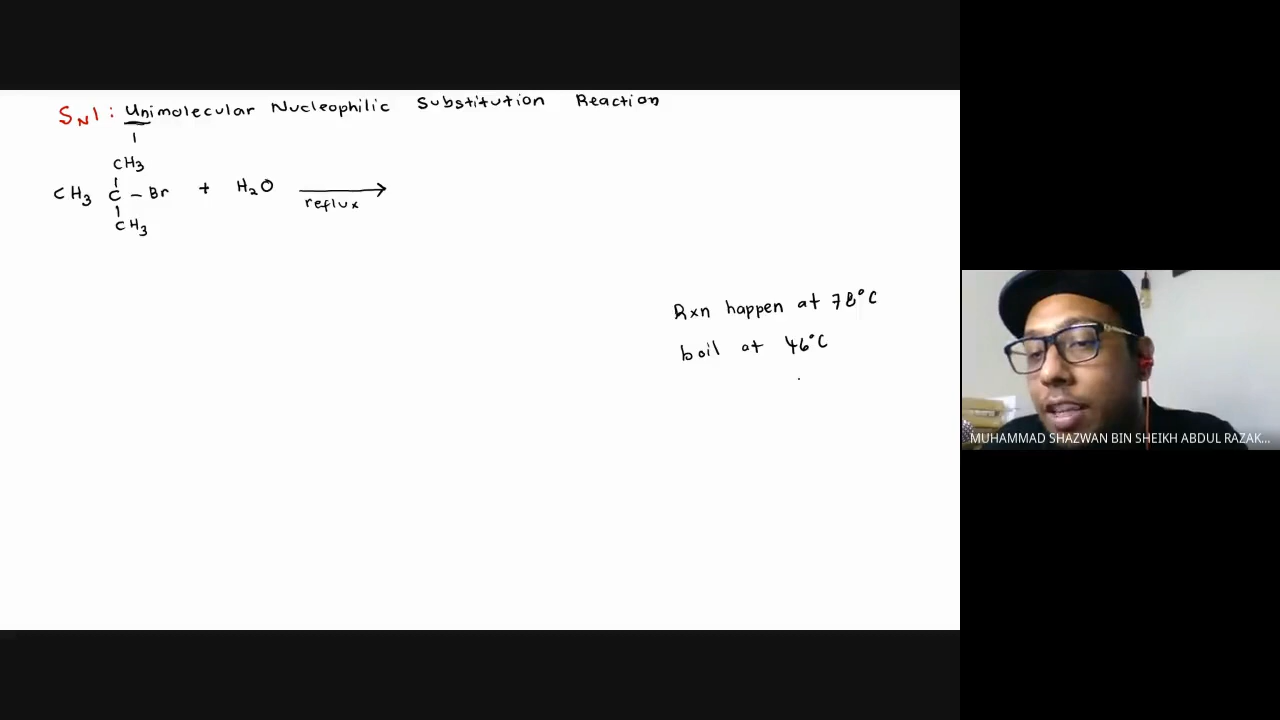 SN1: Unimolecular Nucleophilic Substitution Reaction
1
CH3
CH3 C - Br + H2O
reflux
CH3
Rxn happen at 78°C
boil at 46°C
MUHAMMAD SHAZWAN BIN SHEIKH ABDUL RAZAK...